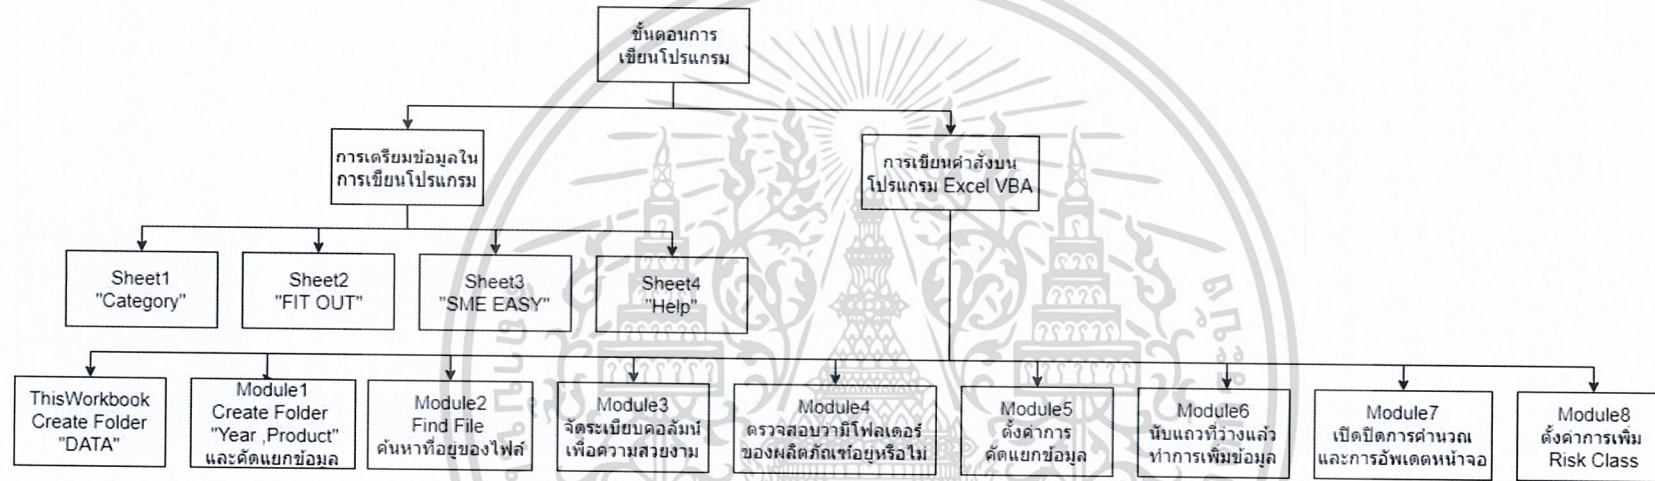 ขั้นตอนการ
เขียนโปรแกรม
การเตรียมข้อมูลใน
การเขียนโปรแกรม
การเขียนคำสั่งบน
โปรแกรม Excel VBA
Sheet1
"Category"
Sheet2
"FIT OUT"
Sheet3
"SME EASY"
Sheet4
"Help"
ThisWorkbook
Create Folder
"DATA"
Module1
Create Folder
"Year ,Product"
และคัดแยกข้อมูล
Module2
Find File
ค้นหาที่อยู่ของไฟล์
Module3
จัดระเบียบคอลัมน์
เพื่อความสวยงาม
Module4
ตรวจสอบว่ามีโฟลเดอร์
ของผลิตภัณฑ์อยู่หรือไม่
Module5
ตั้งค่าการ
คัดแยกข้อมูล
Module6
นับแถวที่ว่างแล้ว
ทำการเพิ่มข้อมูล
Module7
เปิดปิดการคำนวณ
และการอัพเดตหน้าจอ
Module8
ตั้งค่าการเพิ่ม
Risk Class